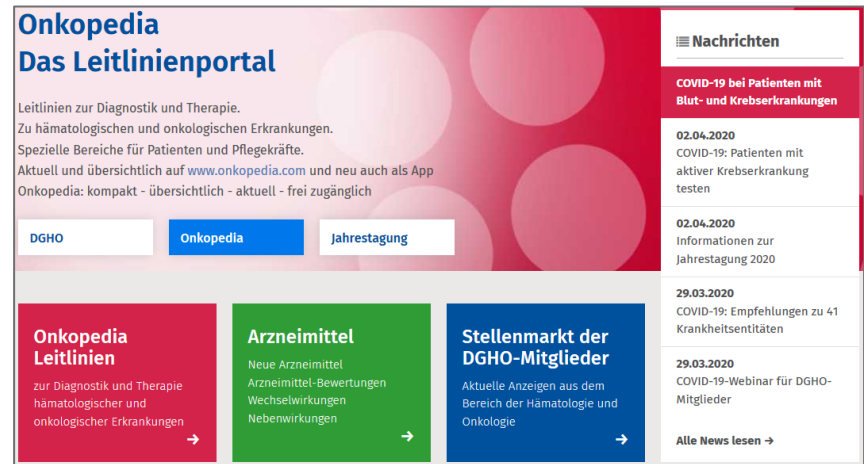 Onkopedia
Das Leitlinienportal
Leitlinien zur Diagnostik und Therapie.
Zu hämatologischen und onkologischen Erkrankungen.
Spezielle Bereiche für Patienten und Pflegekräfte.
Aktuell und übersichtlich auf www.onkopedia.com und neu auch als App
Onkopedia: kompakt - übersichtlich - aktuell - frei zugänglich
DGHO
Onkopedia
Jahrestagung
Onkopedia
Leitlinien
zur Diagnostik und Therapie
hämatologischer und
onkologischer Erkrankungen
→
Arzneimittel
Neue Arzneimittel
Arzneimittel-Bewertungen
Wechselwirkungen
Nebenwirkungen
→
Stellenmarkt der
DGHO-Mitglieder
Aktuelle Anzeigen aus dem
Bereich der Hämatologie und
Onkologie
→
Nachrichten
COVID-19 bei Patienten mit
Blut- und Krebserkrankungen
02.04.2020
COVID-19: Patienten mit
aktiver Krebserkrankung
testen
02.04.2020
Informationen zur
Jahrestagung 2020
29.03.2020
COVID-19: Empfehlungen zu 41
Krankheitsentitäten
29.03.2020
COVID-19-Webinar für DGHO-
Mitglieder
Alle News lesen →